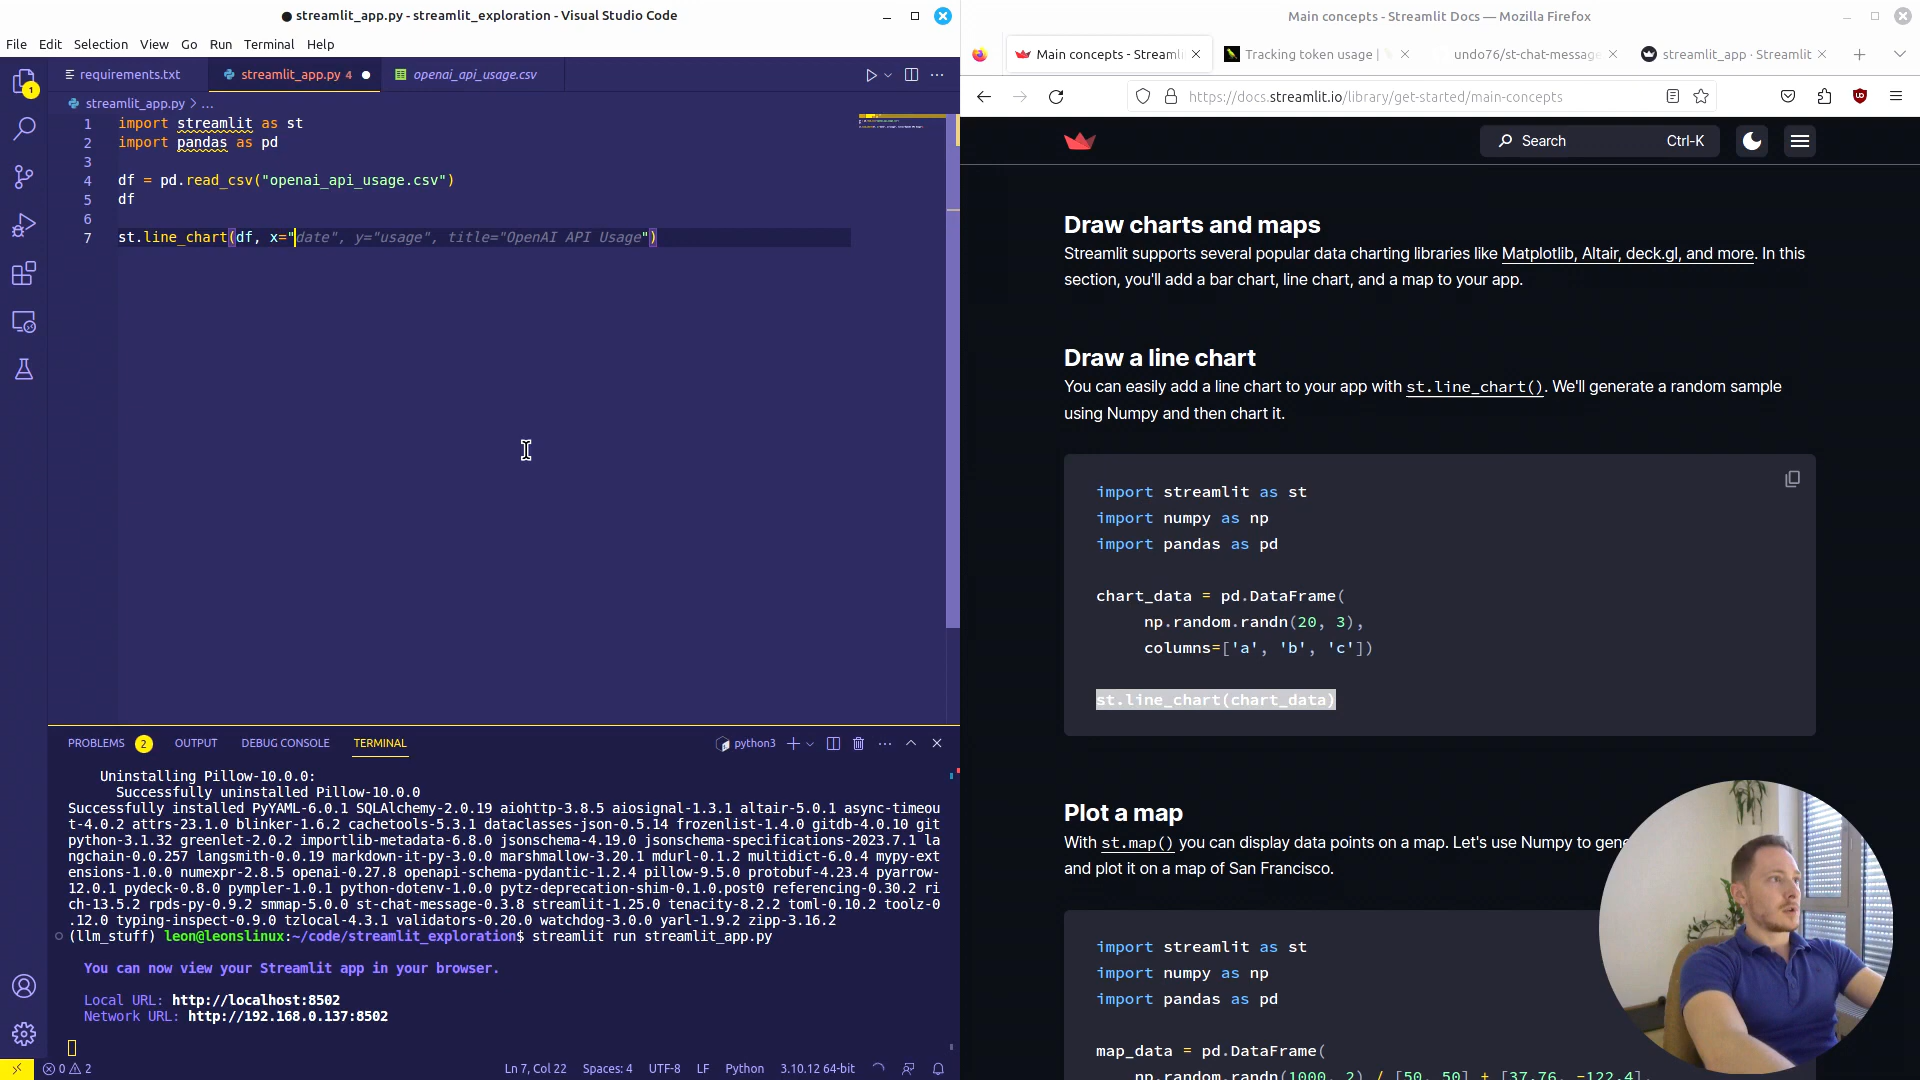 streamlit_app.py - streamlit_exploration - Visual Studio Code
File Edit Selection View Go Run Terminal Help
requirements.txt
streamlit_app.py 4
openai_api_usage.csv
1
streamlit_app.py > ...
1 import streamlit as st
2 import pandas as pd
3
4 df = pd.read_csv("openai_api_usage.csv")
5 df
6
7 st.line_chart(df, x="date", y="usage", title="OpenAI API Usage")
PROBLEMS 2 OUTPUT DEBUG CONSOLE TERMINAL
python3
Uninstalling Pillow-10.0.0:
Successfully uninstalled Pillow-10.0.0
Successfully installed PyYAML-6.0.1 SQLAlchemy-2.0.19 aiohttp-3.8.5 aiosignal-1.3.1 altair-5.0.1 async-timeou
t-4.0.2 attrs-23.1.0 blinker-1.6.2 cachetools-5.3.1 dataclasses-json-0.5.14 frozenlist-1.4.0 gitdb-4.0.10 git
python-3.1.32 greenlet-2.0.2 importlib-metadata-6.8.0 jsonschema-4.19.0 jsonschema-specifications-2023.7.1 la
ngchain-0.0.257 langsmith-0.0.19 markdown-it-py-3.0.0 marshmallow-3.20.1 mdurl-0.1.2 multidict-6.0.4 mypy-ext
ensions-1.0.0 numexpr-2.8.5 openai-0.27.8 openapi-schema-pydantic-1.2.4 pillow-9.5.0 protobuf-4.23.4 pyarrow-
12.0.1 pydeck-0.8.0 pympler-1.0.1 python-dotenv-1.0.0 pytz-deprecation-shim-0.1.0.post0 referencing-0.30.2 ri
ch-13.5.2 rpds-py-0.9.2 smmap-5.0.0 st-chat-message-0.3.8 streamlit-1.25.0 tenacity-8.2.2 toml-0.10.2 toolz-0
.12.0 typing-inspect-0.9.0 tzlocal-4.3.1 validators-0.20.0 watchdog-3.0.0 yarl-1.9.2 zipp-3.16.2
(llm_stuff) leon@leonslinux:~/code/streamlit_exploration$ streamlit run streamlit_app.py
You can now view your Streamlit app in your browser.
Local URL: http://localhost:8502
Network URL: http://192.168.0.137:8502
0 2
Ln 7, Col 22 Spaces: 4 UTF-8 LF Python 3.10.12 64-bit
Main concepts - Streamlit Docs — Mozilla Firefox
Main concepts - Streamli
Tracking token usage |
undo76/st-chat-message
streamlit_app · Streamlit
https://docs.streamlit.io/library/get-started/main-concepts
Search Ctrl-K
Draw charts and maps
Streamlit supports several popular data charting libraries like Matplotlib, Altair, deck.gl, and more. In this
section, you'll add a bar chart, line chart, and a map to your app.
Draw a line chart
You can easily add a line chart to your app with st.line_chart(). We'll generate a random sample
using Numpy and then chart it.
import streamlit as st
import numpy as np
import pandas as pd
chart_data = pd.DataFrame(
np.random.randn(20, 3),
columns=['a', 'b', 'c'])
st.line_chart(chart_data)
Plot a map
With st.map() you can display data points on a map. Let's use Numpy to gene
and plot it on a map of San Francisco.
import streamlit as st
import numpy as np
import pandas as pd
map_data = pd.DataFrame(
np.random.randn(1000, 2) / [50, 50] + [37.76, -122.4],